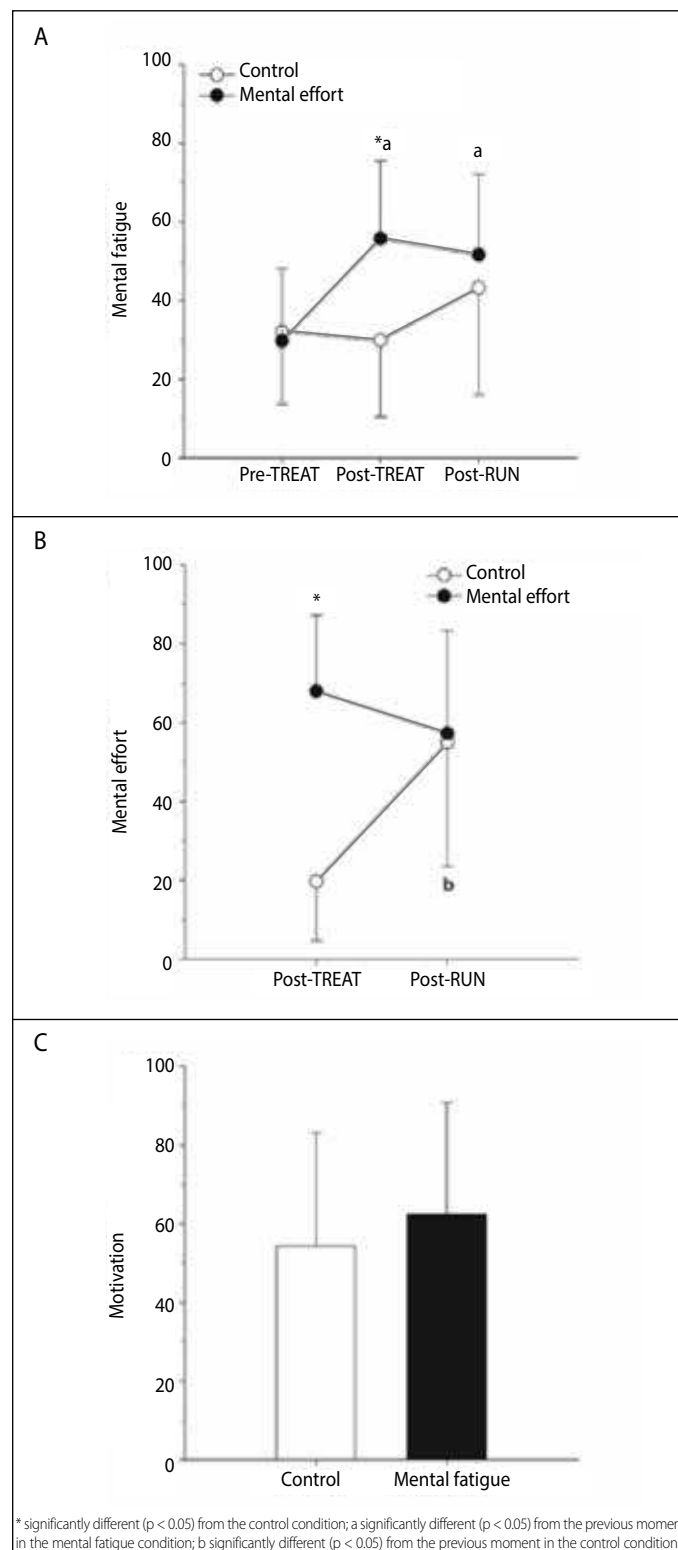 A
100
Control
Mental effort
80
*a
a
60
Mental fatigue
40
20
0
Pre-TREAT Post-TREAT Post-RUN
B
100
Control
Mental effort
*
80
60
Mental effort
40
20
b
0
Post-TREAT Post-RUN
C
100
80
60
Motivation
40
20
0
Control Mental fatigue
* significantly different (p < 0.05) from the control condition; a significantly different (p < 0.05) from the previous momen
in the mental fatigue condition; b significantly different (p < 0.05) from the previous moment in the control condition